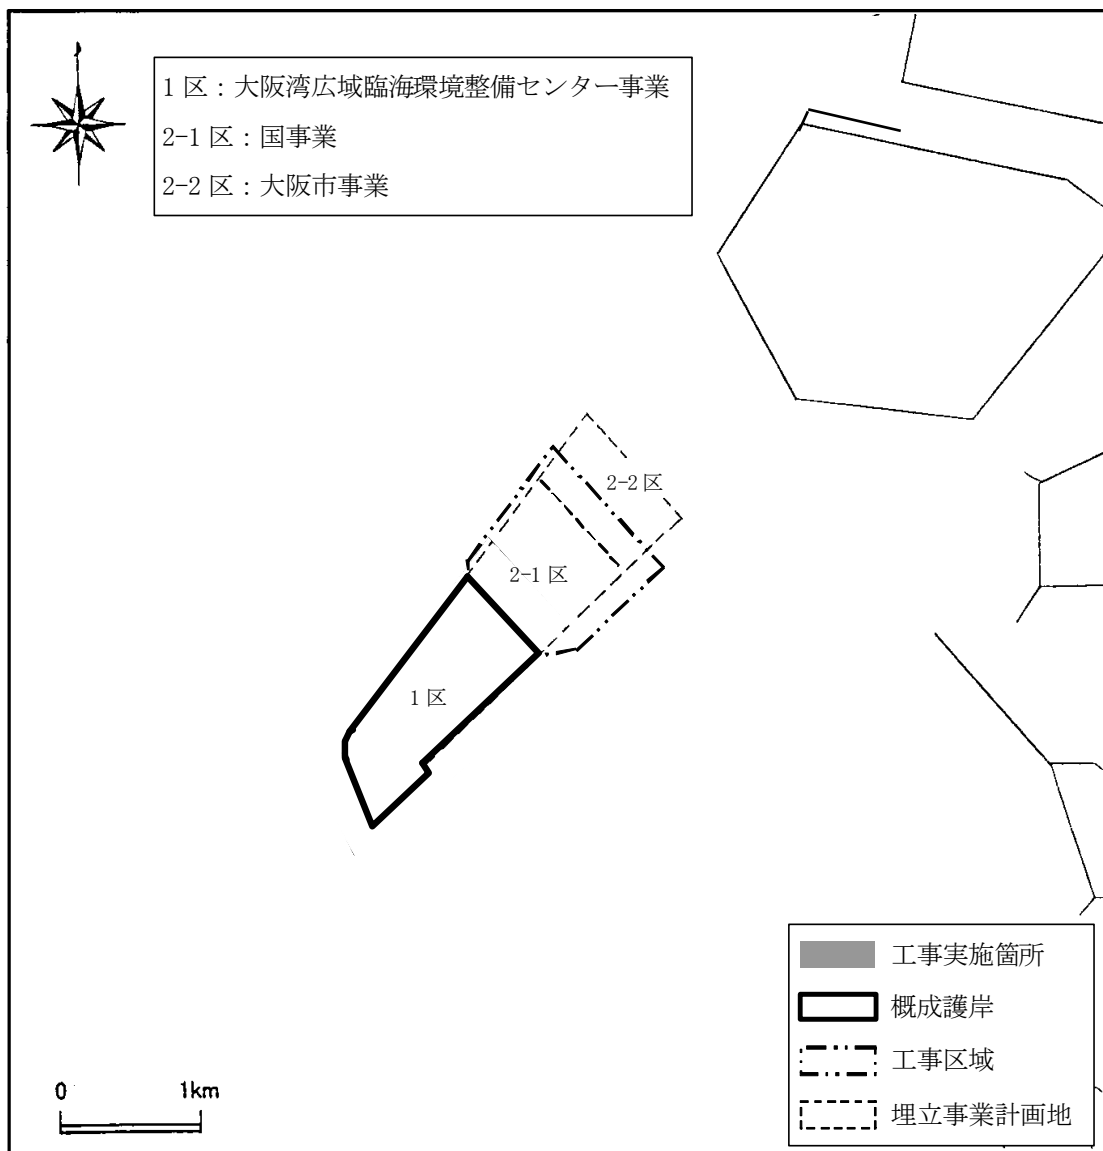 1区：大阪湾広域臨海環境整備センター事業
2-1区：国事業
2-2区：大阪市事業
2-2区
2-1区
1区
工事実施箇所
概成護岸
工事区域
埋立事業計画地
0 1km